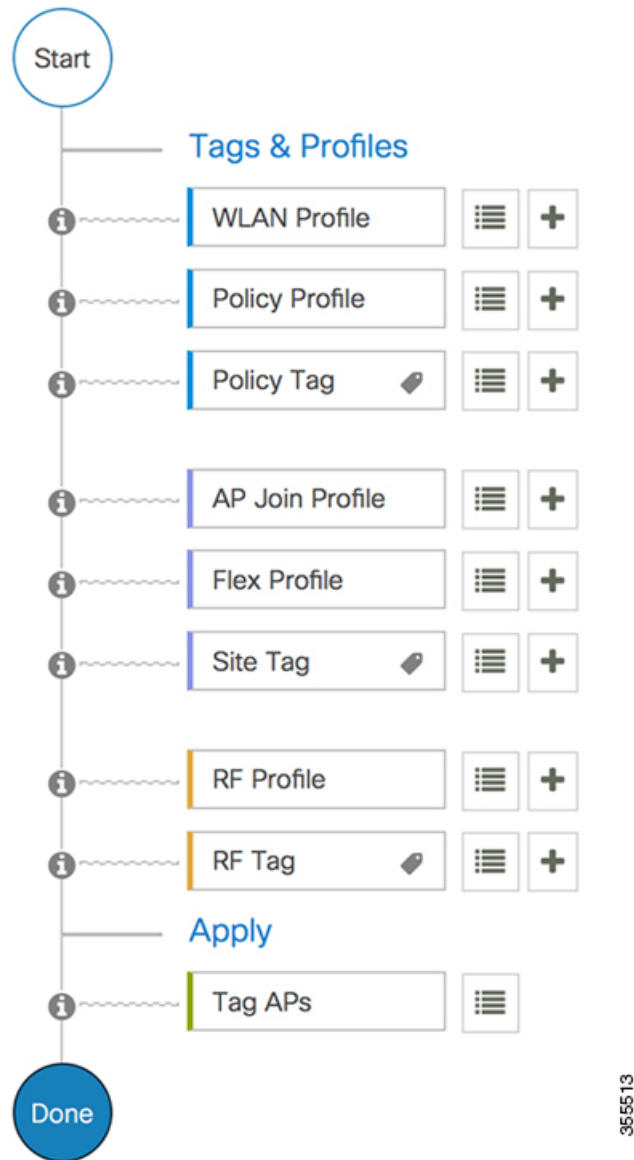 Start
Tags & Profiles
WLAN Profile
Policy Profile
Policy Tag
AP Join Profile
Flex Profile
Site Tag
RF Profile
RF Tag
Apply
Tag APs
Done
355513